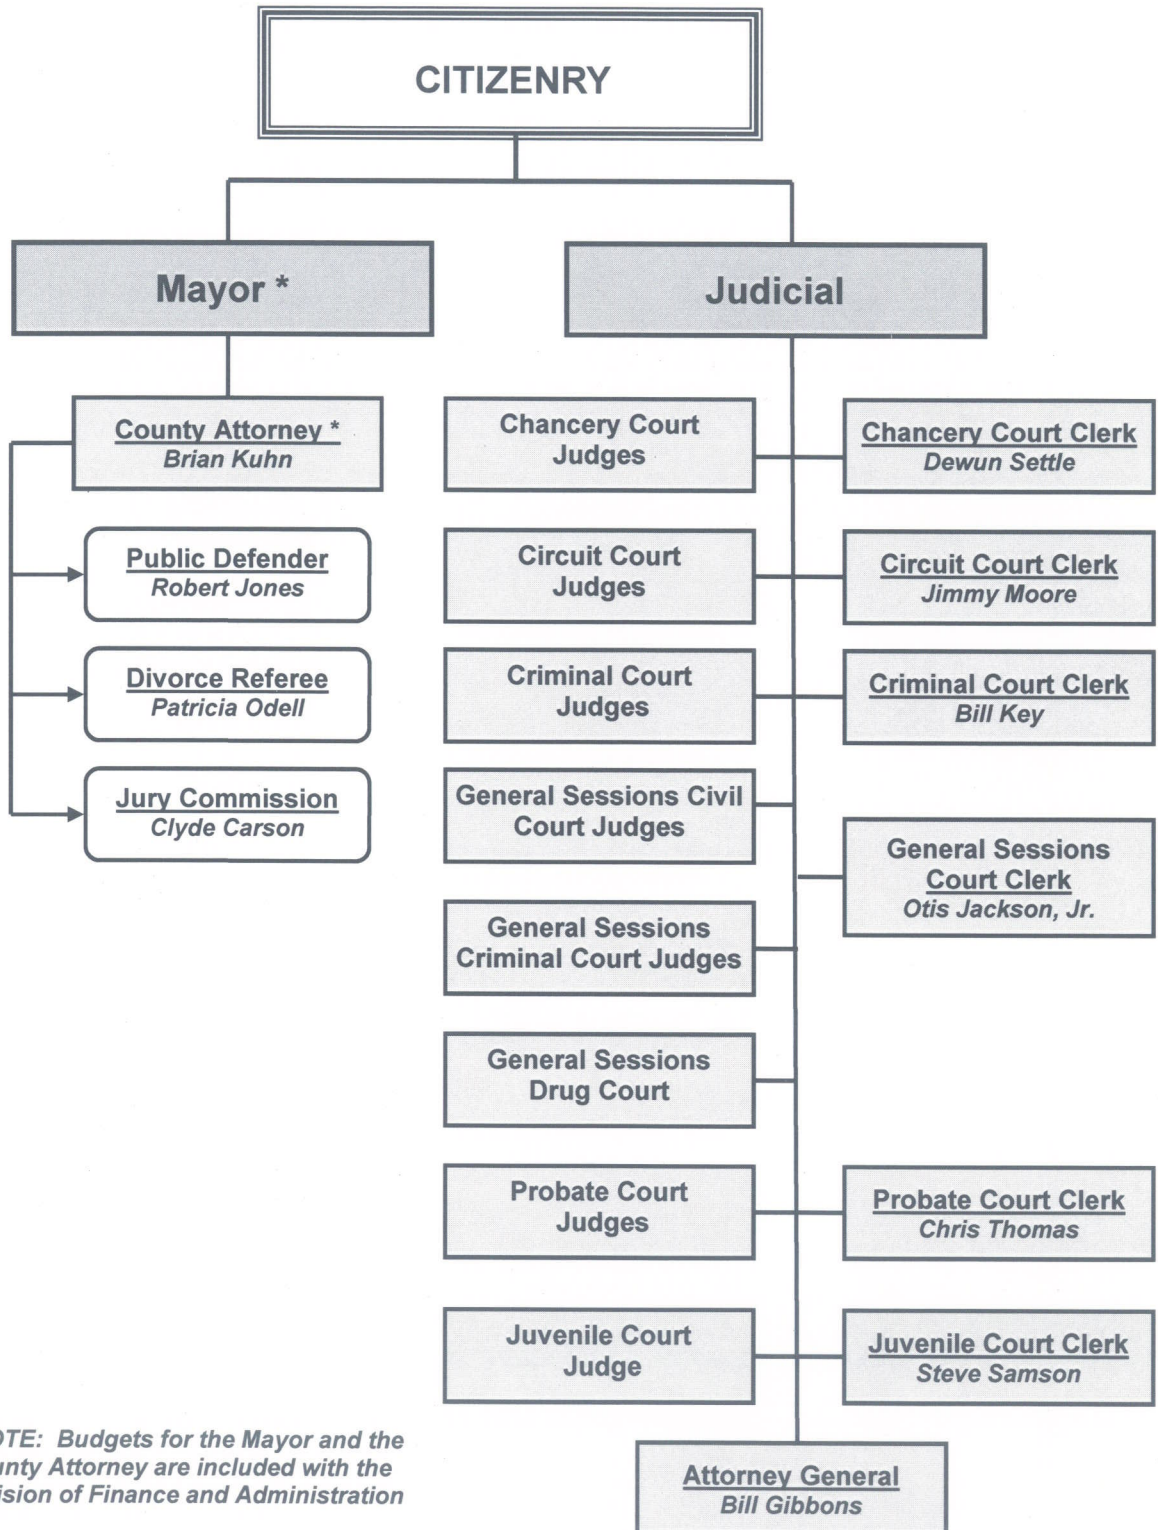 CITIZENRY
Mayor *
Judicial
County Attorney *
Brian Kuhn
Public Defender
Robert Jones
Divorce Referee
Patricia Odell
Jury Commission
Clyde Carson
Chancery Court
Judges
Chancery Court Clerk
Dewun Settle
Circuit Court
Judges
Circuit Court Clerk
Jimmy Moore
Criminal Court
Judges
Criminal Court Clerk
Bill Key
General Sessions Civil
Court Judges
General Sessions
Court Clerk
Otis Jackson, Jr.
General Sessions
Criminal Court Judges
General Sessions
Drug Court
Probate Court
Judges
Probate Court Clerk
Chris Thomas
Juvenile Court
Judge
Juvenile Court Clerk
Steve Samson
Attorney General
Bill Gibbons
OTE: Budgets for the Mayor and the
unty Attorney are included with the
ision of Finance and Administration